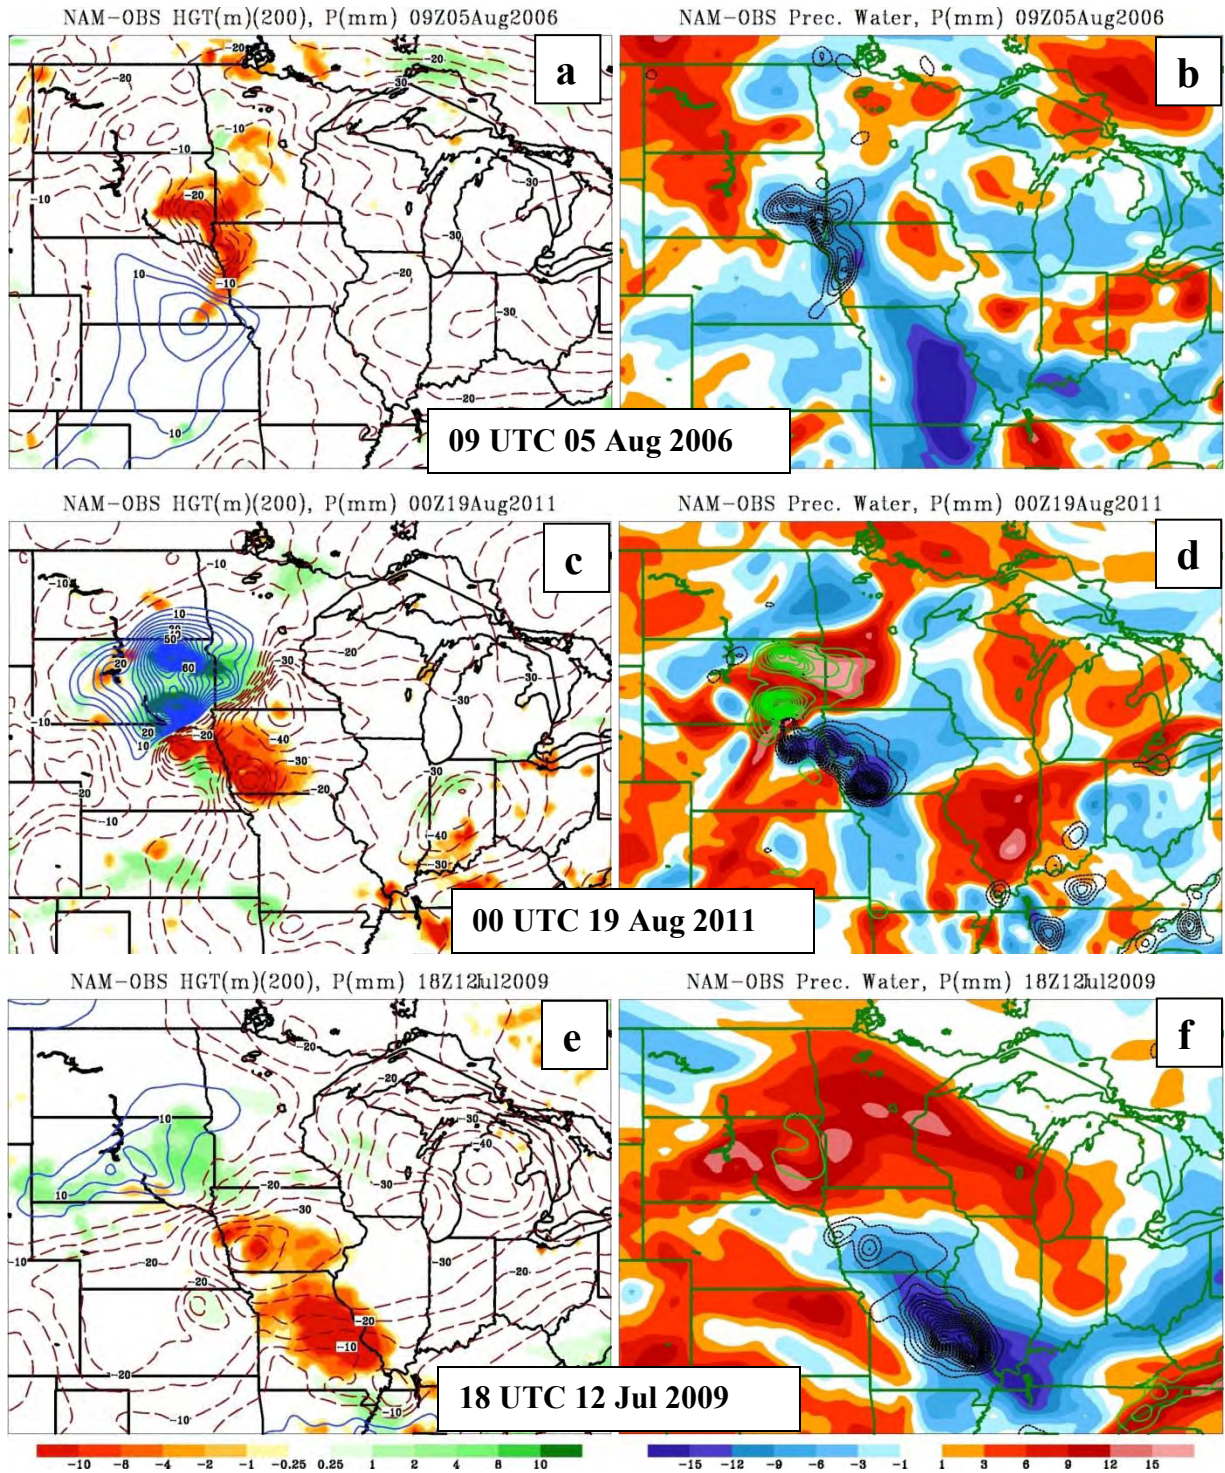 NAM-OBS HGT(m)(200), P(mm) 09Z05Aug2006
NAM-OBS Prec. Water, P(mm) 09Z05Aug2006
a
b
09 UTC 05 Aug 2006
NAM-OBS HGT(m)(200), P(mm) 00Z19Aug2011
NAM-OBS Prec. Water, P(mm) 00Z19Aug2011
c
d
00 UTC 19 Aug 2011
NAM-OBS HGT(m)(200), P(mm) 18Z12Jul2009
NAM-OBS Prec. Water, P(mm) 18Z12Jul2009
e
f
18 UTC 12 Jul 2009
-10 -8 -4 -2 -1 -0.25 0.25 1 2 4 8 10
-15 -12 -9 -6 -3 -1 1 3 6 9 12 15